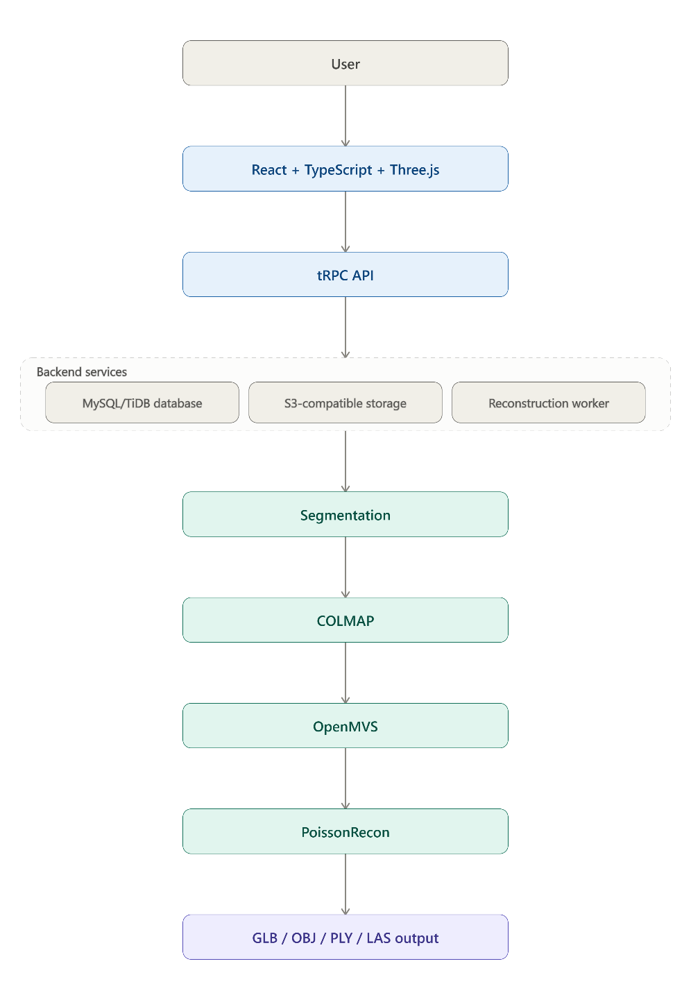 User
React + TypeScript + Three.js
tRPC API
Backend services
MySQL/TiDB database
S3-compatible storage
Reconstruction worker
Segmentation
COLMAP
OpenMVS
PoissonRecon
GLB / OBJ / PLY / LAS output